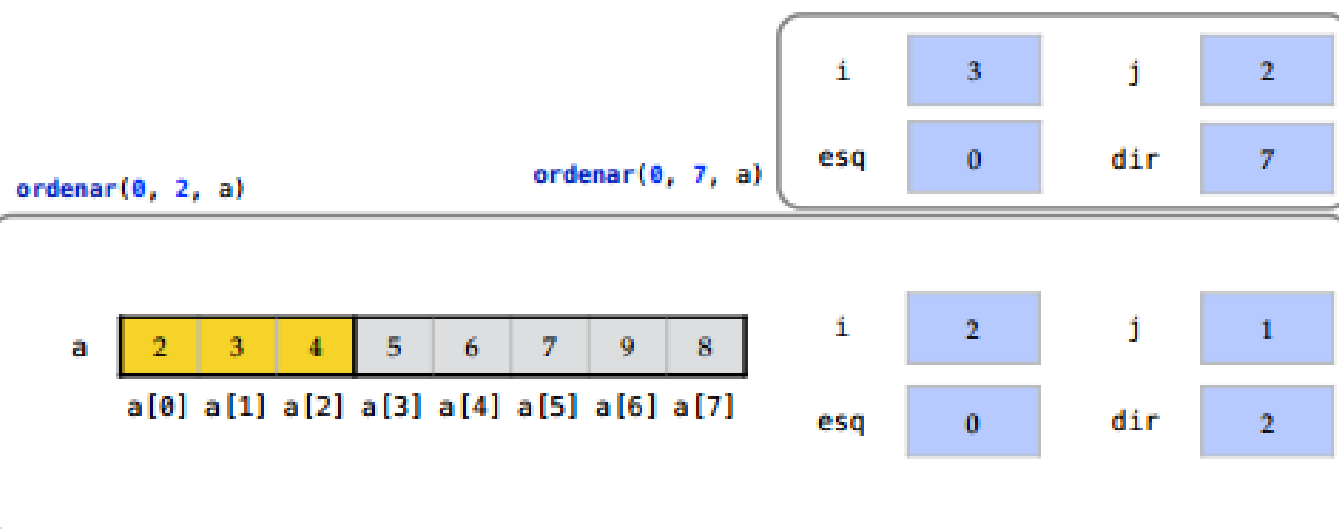 i 3 j 2
esq 0 dir 7
ordenar(0, 7, a)
ordenar(0, 2, a)
i 2 j 1
a 2 3 4 5 6 7 9 8
a[0] a[1] a[2] a[3] a[4] a[5] a[6] a[7]
esq 0 dir 2